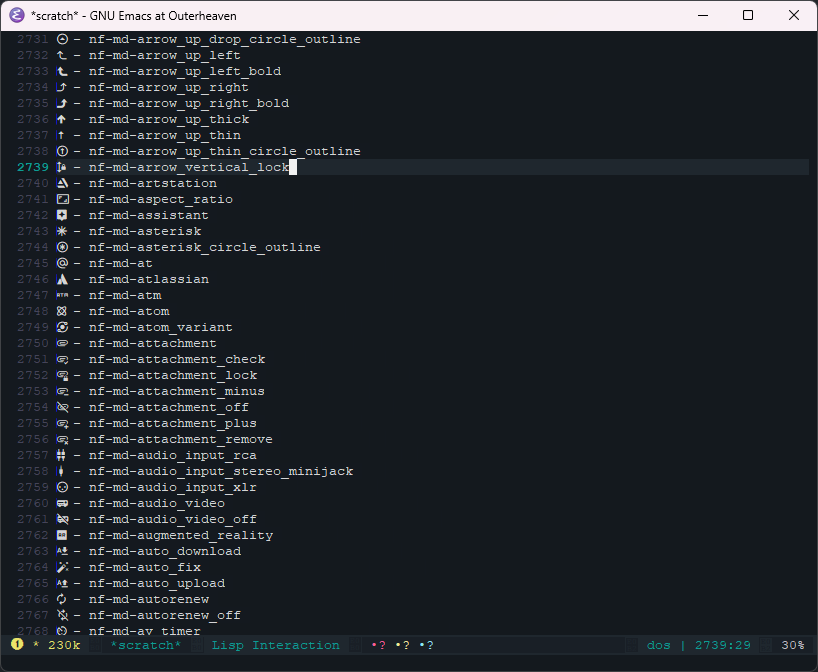 *scratch* - GNU Emacs at Outerheaven
2731 - nf-md-arrow_up_drop_circle_outline
2732 - nf-md-arrow_up_left
2733 - nf-md-arrow_up_left_bold
2734 - nf-md-arrow_up_right
2735 - nf-md-arrow_up_right_bold
2736 - nf-md-arrow_up_thick
2737 - nf-md-arrow_up_thin
2738 - nf-md-arrow_up_thin_circle_outline
2739 - nf-md-arrow_vertical_lock
2740 - nf-md-artstation
2741 - nf-md-aspect_ratio
2742 - nf-md-assistant
2743 - nf-md-asterisk
2744 - nf-md-asterisk_circle_outline
2745 @ - nf-md-at
2746 - nf-md-atlassian
2747 ATM - nf-md-atm
2748 - nf-md-atom
2749 - nf-md-atom_variant
2750 - nf-md-attachment
2751 - nf-md-attachment_check
2752 - nf-md-attachment_lock
2753 - nf-md-attachment_minus
2754 - nf-md-attachment_off
2755 - nf-md-attachment_plus
2756 - nf-md-attachment_remove
2757 - nf-md-audio_input_rca
2758 - nf-md-audio_input_stereo_minijack
2759 - nf-md-audio_input_xlr
2760 - nf-md-audio_video
2761 - nf-md-audio_video_off
2762 - nf-md-augmented_reality
2763 - nf-md-auto_download
2764 - nf-md-auto_fix
2765 - nf-md-auto_upload
2766 - nf-md-autorenew
2767 - nf-md-autorenew_off
2768 - nf-md-av_timer
1 * 230k *scratch* Lisp Interaction •? •? •? dos | 2739:29 30%